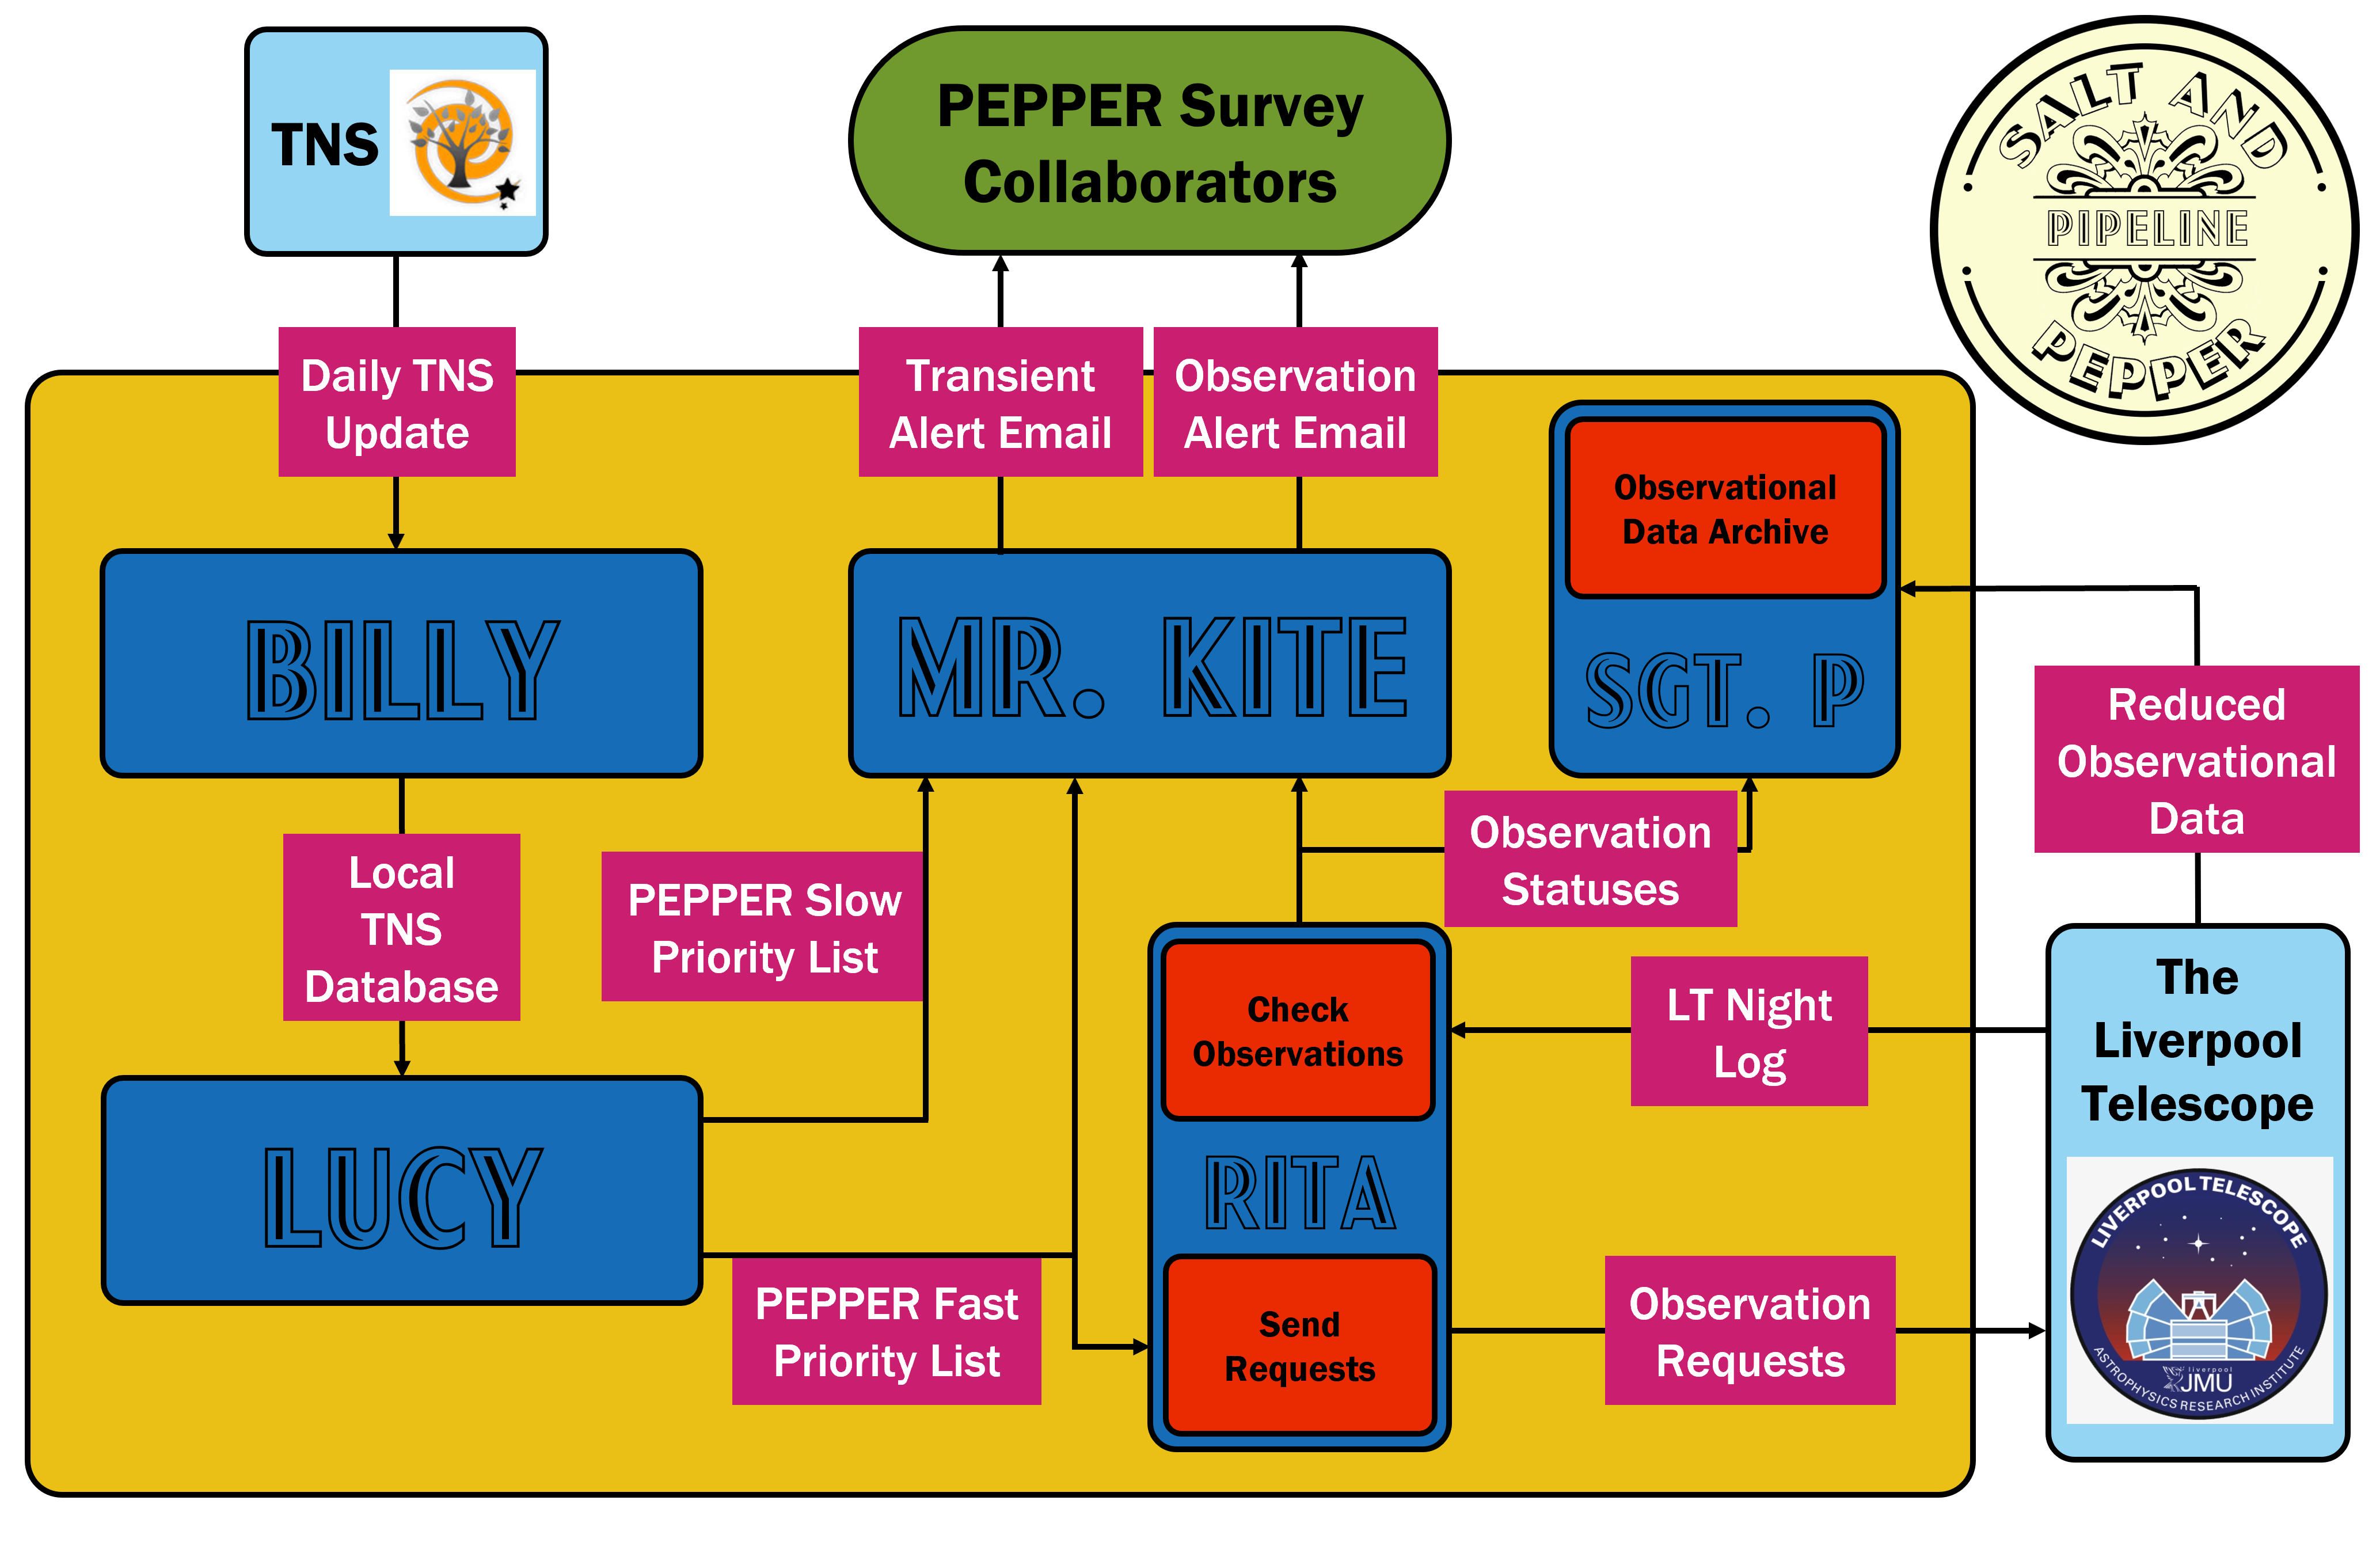 TNS
PEPPER Survey
Collaborators
SALT AND
PIPELINE
PEPPER
Daily TNS
Update
Transient
Alert Email
Observation
Alert Email
Observational
Data Archive
BILLY
MR. KITE
SGT. P
Reduced
Observational
Data
Local
TNS
Database
PEPPER Slow
Priority List
Observation
Statuses
Check
Observations
LT Night
Log
The
Liverpool
Telescope
LUCY
RITA
PEPPER Fast
Priority List
Send
Requests
Observation
Requests
LIVERPOOL TELESCOPE
liverpool
JMU
ASTROPHYSICS RESEARCH INSTITUTE